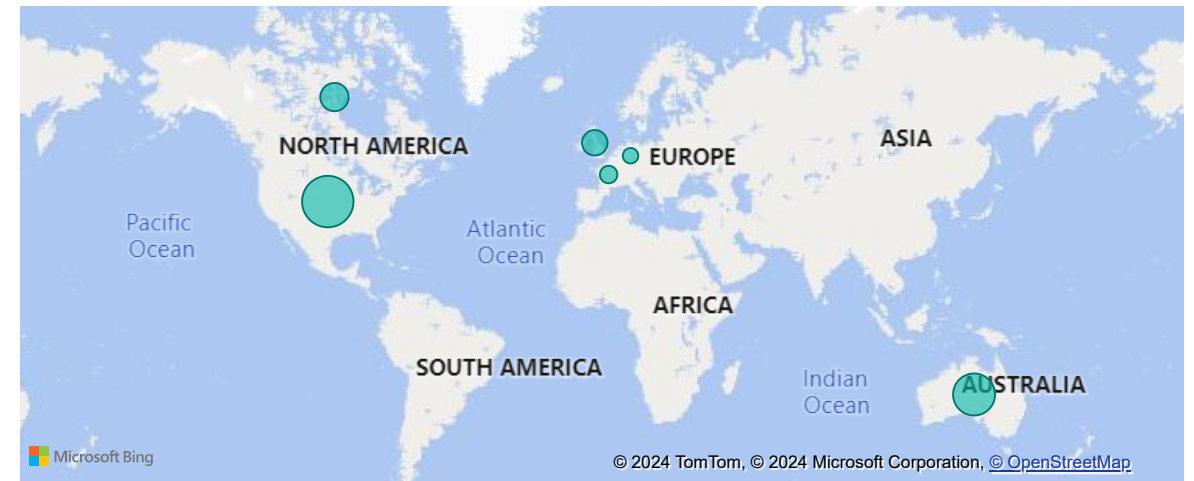 NORTH AMERICA
EUROPE
ASIA
Pacific
Ocean
Atlantic
Ocean
AFRICA
SOUTH AMERICA
Indian
Ocean
AUSTRALIA
Microsoft Bing
© 2024 TomTom, © 2024 Microsoft Corporation, © OpenStreetMap